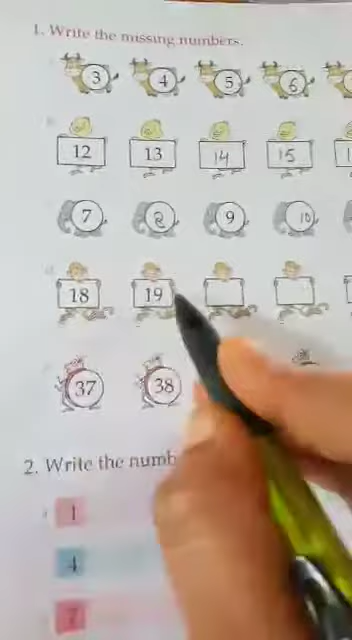 1. Write the missing numbers.
3 4 5 6
12 13 14 15
7 8 9 10
18 19
37 38
2. Write the numb
1
4
7